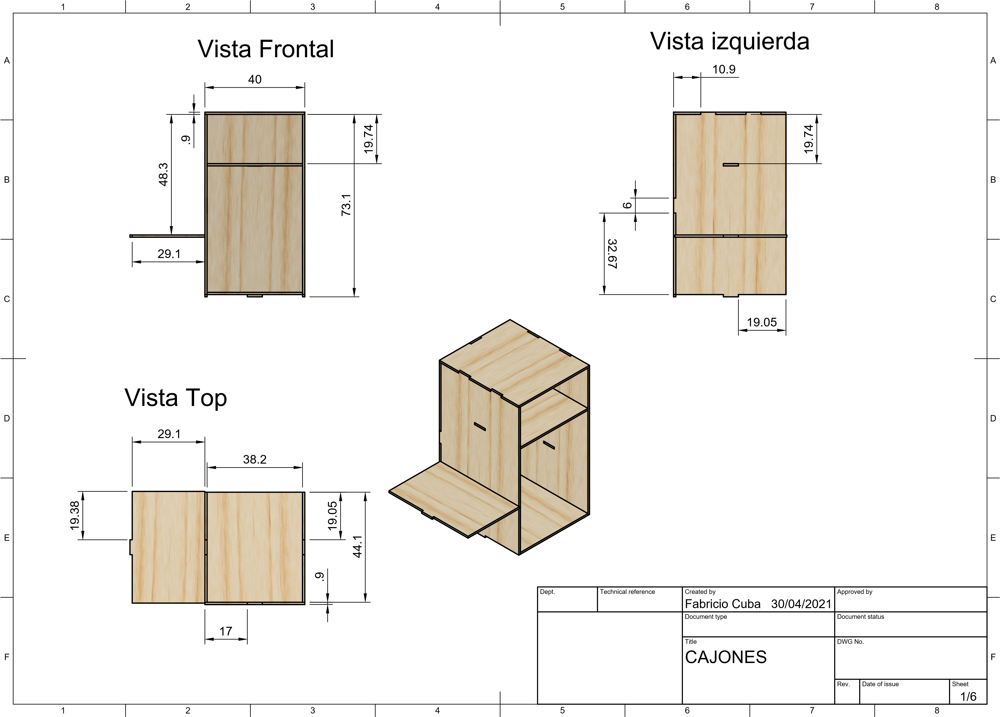 1 2 3 4 5 6 7 8
Vista Frontal
Vista izquierda
A A
40
10.9
.9
48.3
19.74
73.1
29.1
19.74
6
32.67
19.05
B B
C C
Vista Top
29.1
38.2
19.38
19.05
44.1
.9
17
D D
E E
Dept.
Technical reference
Created by
Fabricio Cuba 30/04/2021
Approved by
Document type
Document status
Title
CAJONES
DWG No.
Rev.
Date of issue
Sheet
1/6
F F
1 2 3 4 5 6 7 8